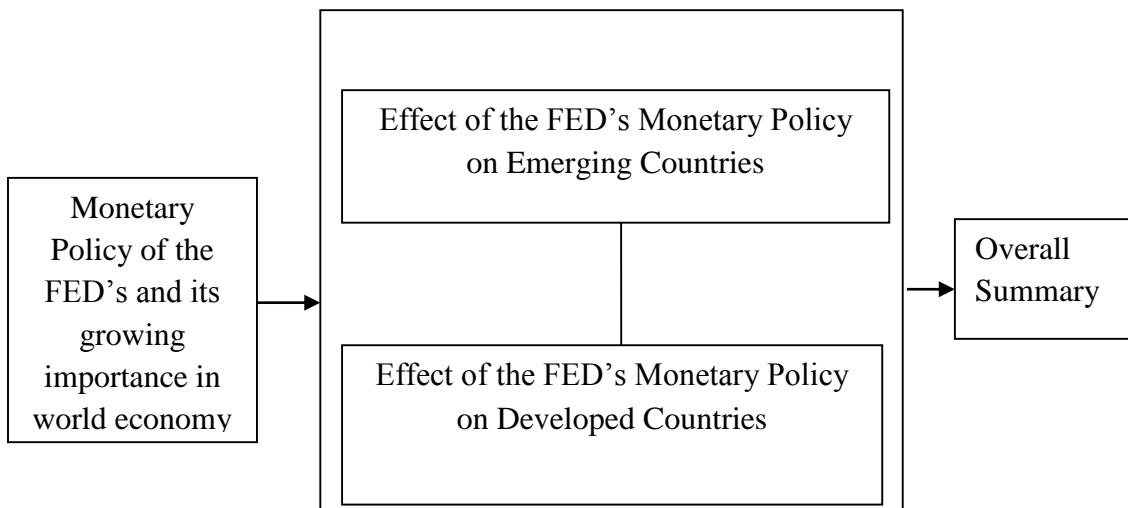 Monetary
Policy of the
FED’s and its
growing
importance in
world economy
Effect of the FED’s Monetary Policy
on Emerging Countries
Effect of the FED’s Monetary Policy
on Developed Countries
Overall
Summary